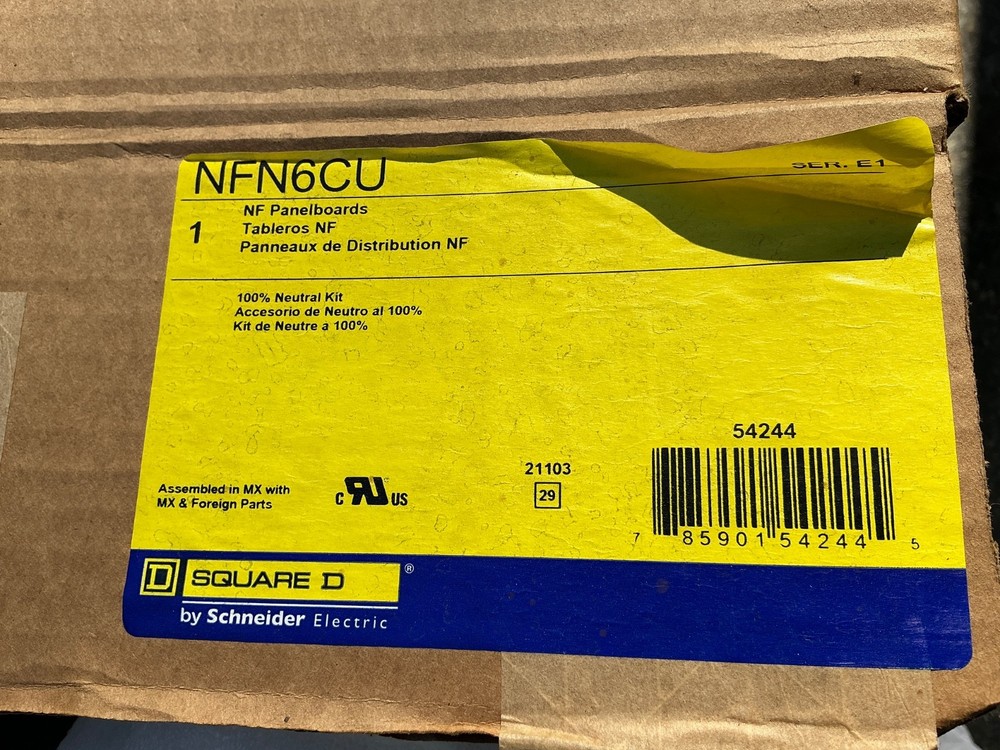 NFN6CU
SER. E1
1
NF Panelboards
Tableros NF
Panneaux de Distribution NF
100% Neutral Kit
Accesorio de Neutro al 100%
Kit de Neutre a 100%
54244
Assembled in MX with
MX & Foreign Parts
C RU US
21103
29
7 85901 54244 5
D SQUARE D ®
by Schneider Electric